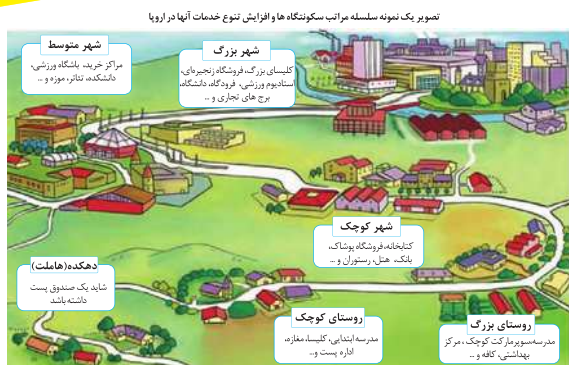 تصویر یک نمونه سلسله مراتب سکونتگاه ها و افزایش تنوع خدمات آنها در اروپا
شهر بزرگ
کلیسای بزرگ، فروشگاه زنجیره‌ای،
استادیوم ورزشی، فرودگاه، دانشگاه،
برج های تجاری و ...
شهر متوسط
مراکز خرید، باشگاه ورزشی،
دانشکده، تئاتر، موزه و ...
شهر کوچک
کتابخانه، فروشگاه پوشاک،
بانک، هتل، رستوران و ...
دهکده(هاملت)
شاید یک صندوق پست
داشته باشد
روستای بزرگ
مدرسه، سوپرمارکت کوچک، مرکز
بهداشتی، کافه و ...
روستای کوچک
مدرسه ابتدایی، کلیسا، مغازه،
اداره پست و...